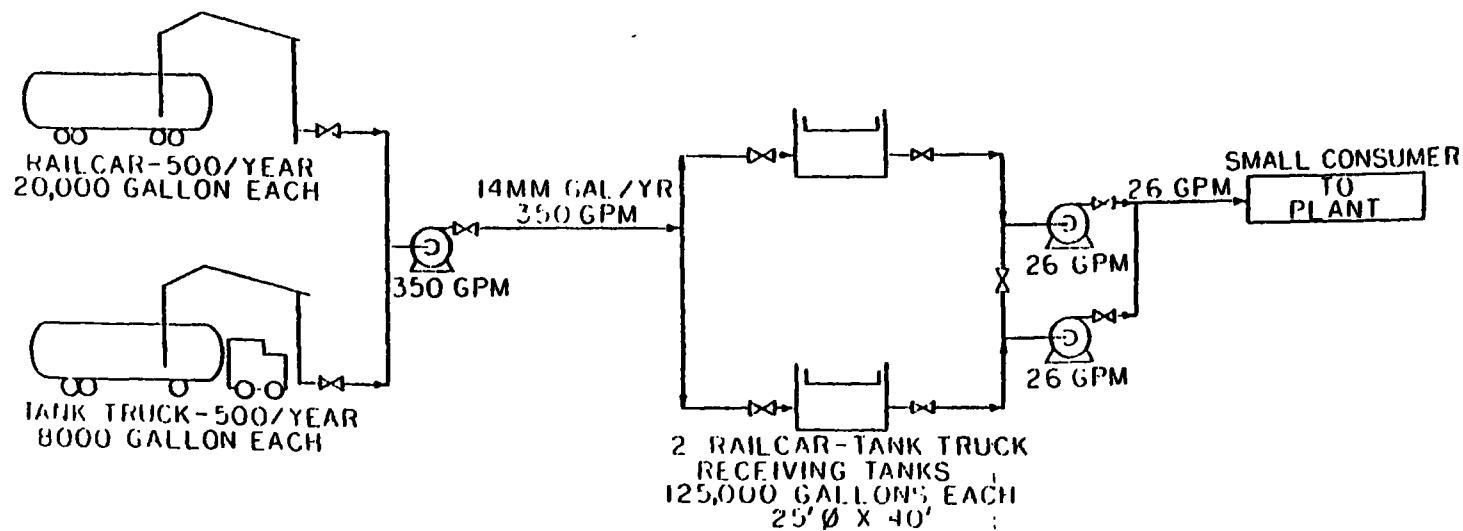 RAILCAR-500/YEAR
20,000 GALLON EACH
TANK TRUCK-500/YEAR
8000 GALLON EACH
350 GPM
14MM GAL/YR
350 GPM
2 RAILCAR-TANK TRUCK
RECEIVING TANKS
125,000 GALLONS EACH
25'Ø X 40'
26 GPM
26 GPM
26 GPM
SMALL CONSUMER
TO
PLANT